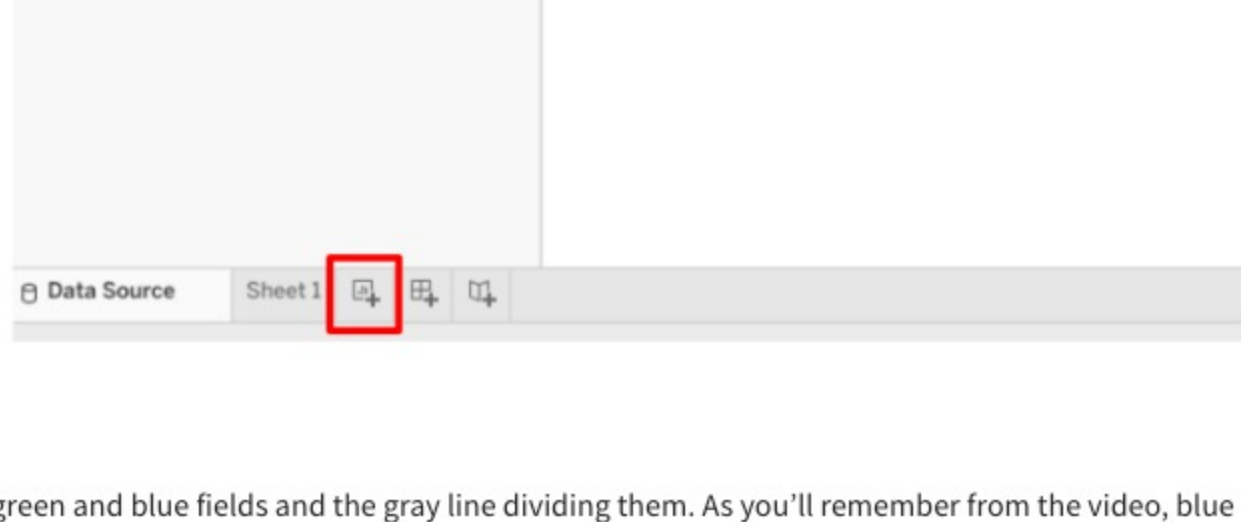 Data Source Sheet 1
green and blue fields and the gray line dividing them. As you’ll remember from the video, blue